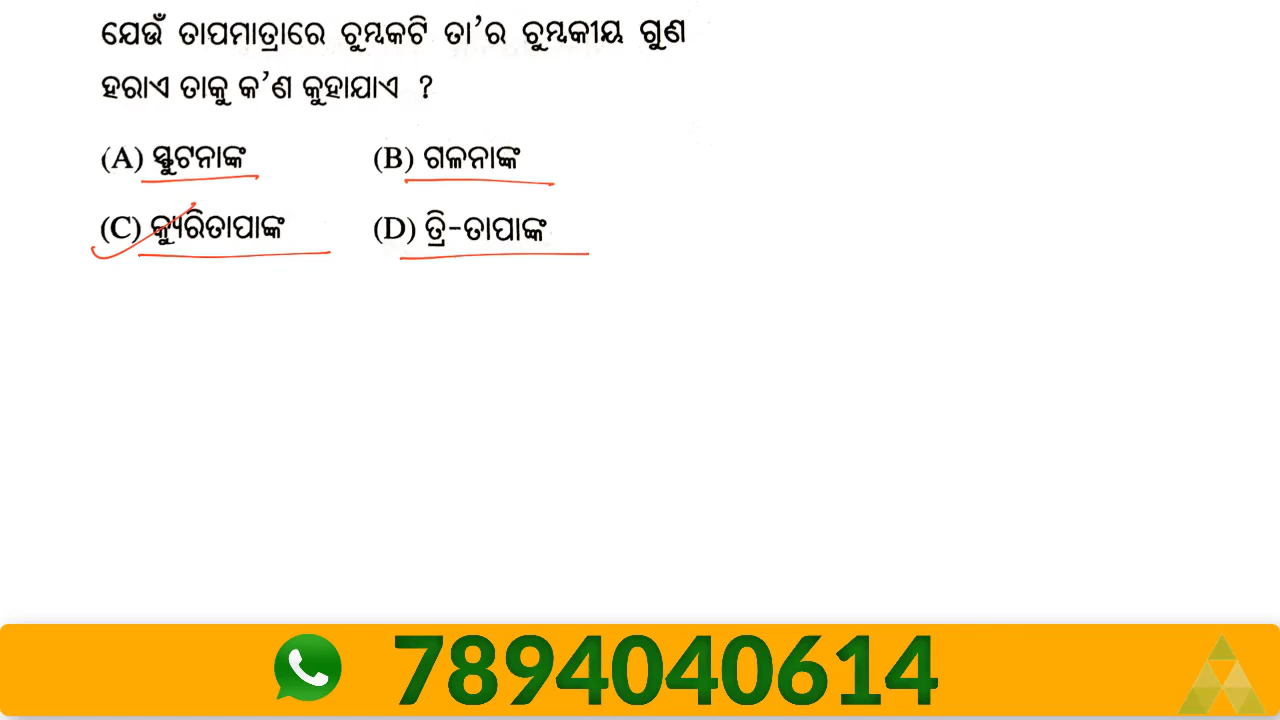 ଯେଉଁ ତାପମାତ୍ରାରେ ଚୁମ୍ବକଟି ତା’ର ଚୁମ୍ବକୀୟ ଗୁଣ
ହରାଏ ତାକୁ କ’ଣ କୁହାଯାଏ ?
(A) ସ୍ଫୁଟନାଙ୍କ (B) ଗଳନାଙ୍କ
(C) କ୍ୟୁରିତାପାଙ୍କ (D) ତ୍ରି-ତାପାଙ୍କ
7894040614